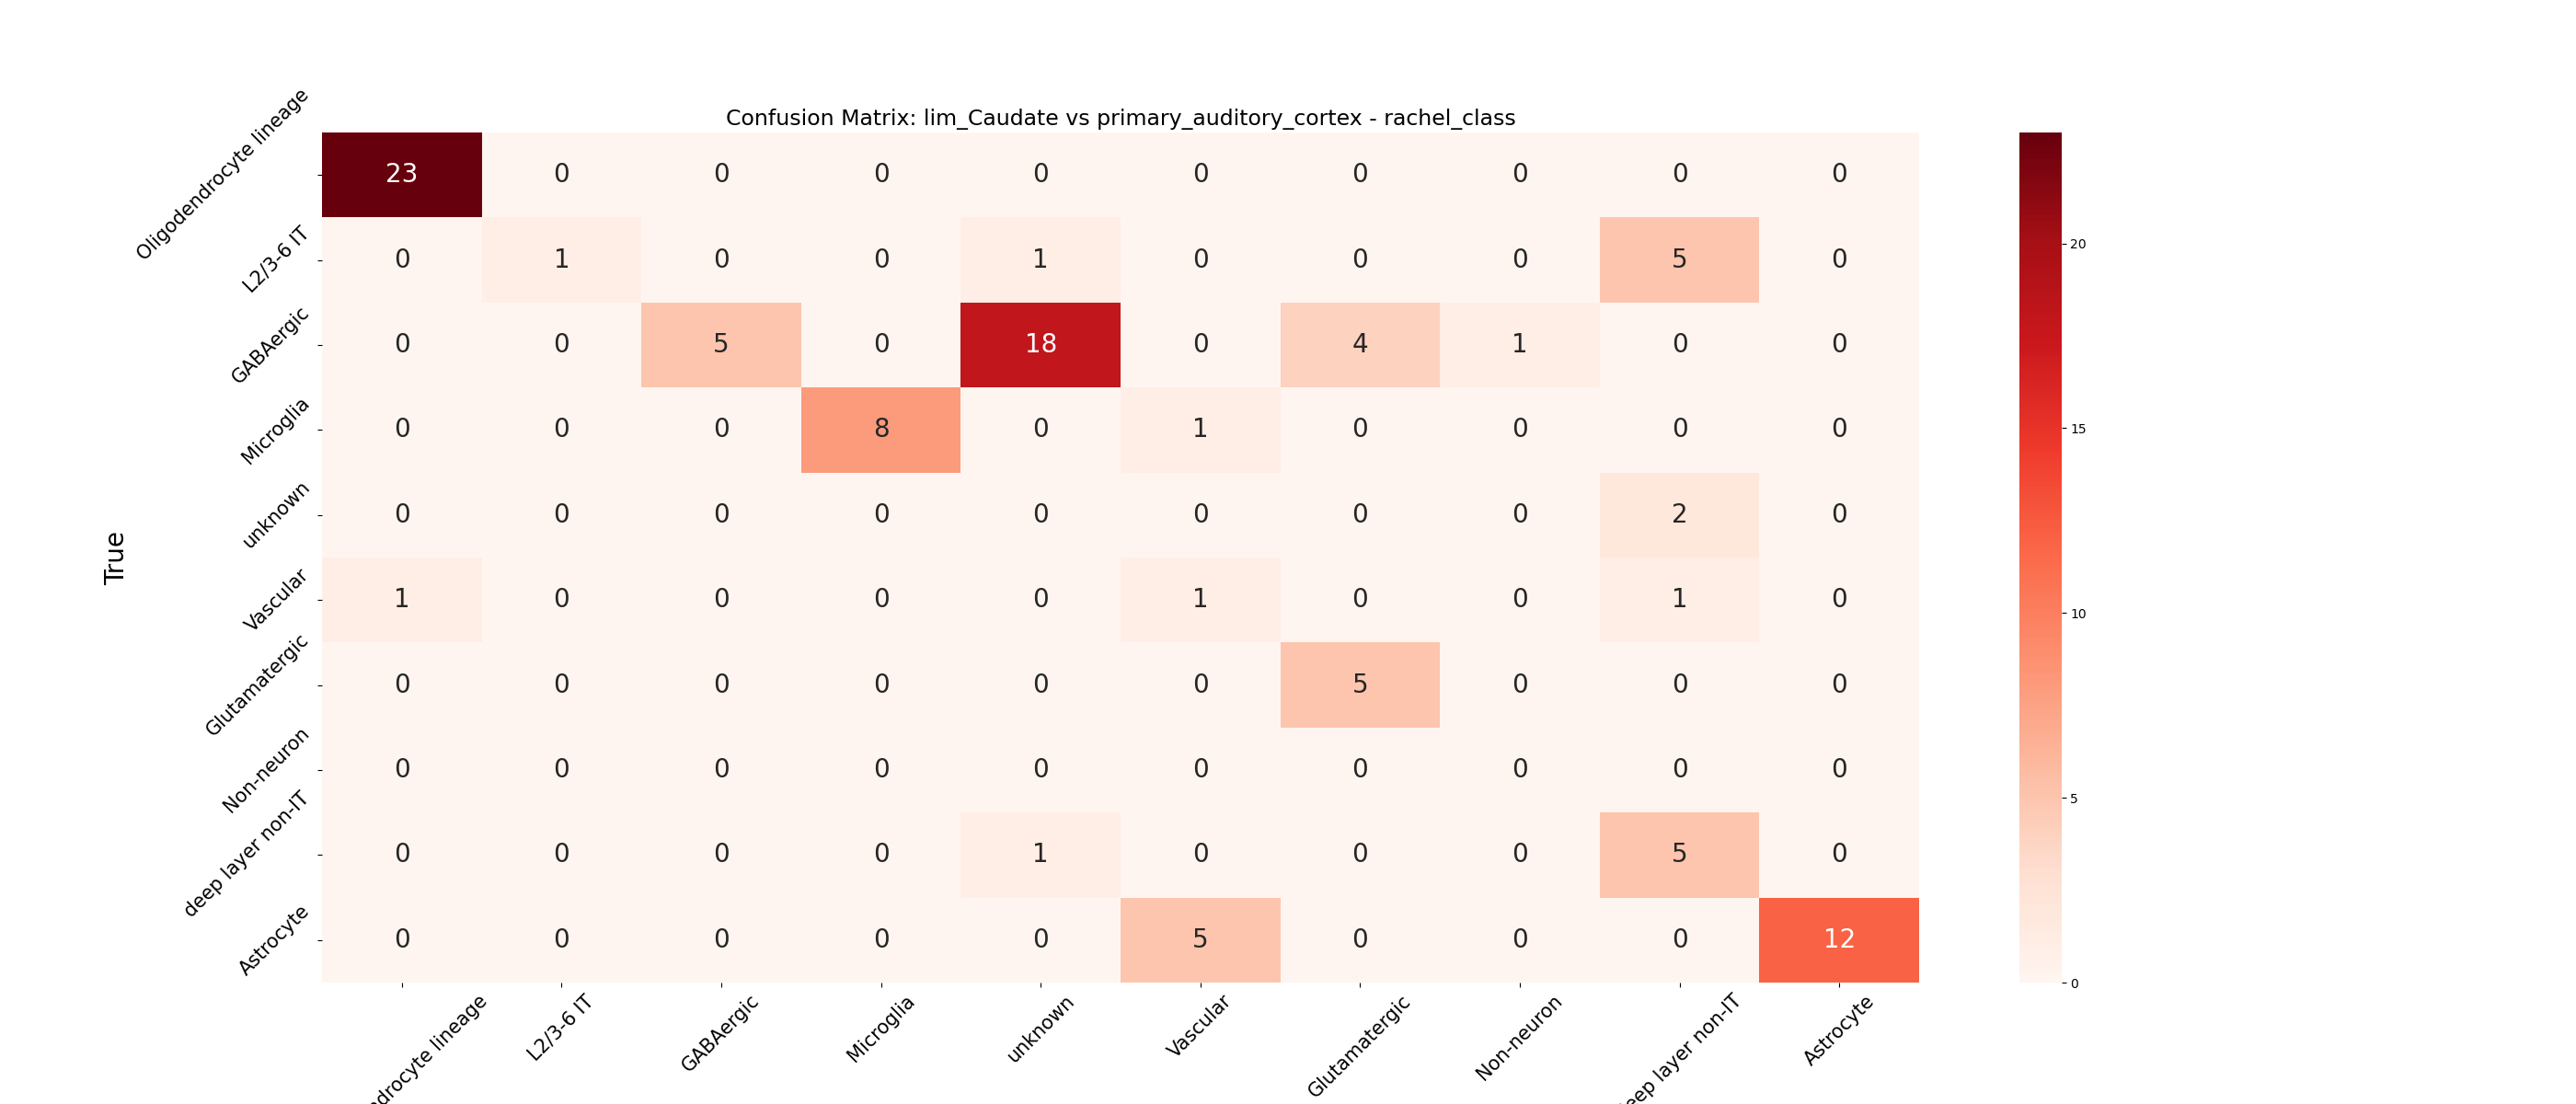 Confusion Matrix: lim_Caudate vs primary_auditory_cortex - rachel_class
True
Oligodendrocyte lineage
23 0 0 0 0 0 0 0 0 0
L2/3-6 IT
0 1 0 0 1 0 0 0 5 0
GABAergic
0 0 5 0 18 0 4 1 0 0
Microglia
0 0 0 8 0 1 0 0 0 0
unknown
0 0 0 0 0 0 0 0 2 0
Vascular
1 0 0 0 0 1 0 0 1 0
Glutamatergic
0 0 0 0 0 0 5 0 0 0
Non-neuron
0 0 0 0 0 0 0 0 0 0
deep layer non-IT
0 0 0 0 1 0 0 0 5 0
Astrocyte
0 0 0 0 0 5 0 0 0 12
ndrocyte lineage
L2/3-6 IT
GABAergic
Microglia
unknown
Vascular
Glutamatergic
Non-neuron
eep layer non-IT
Astrocyte
20
15
10
5
0